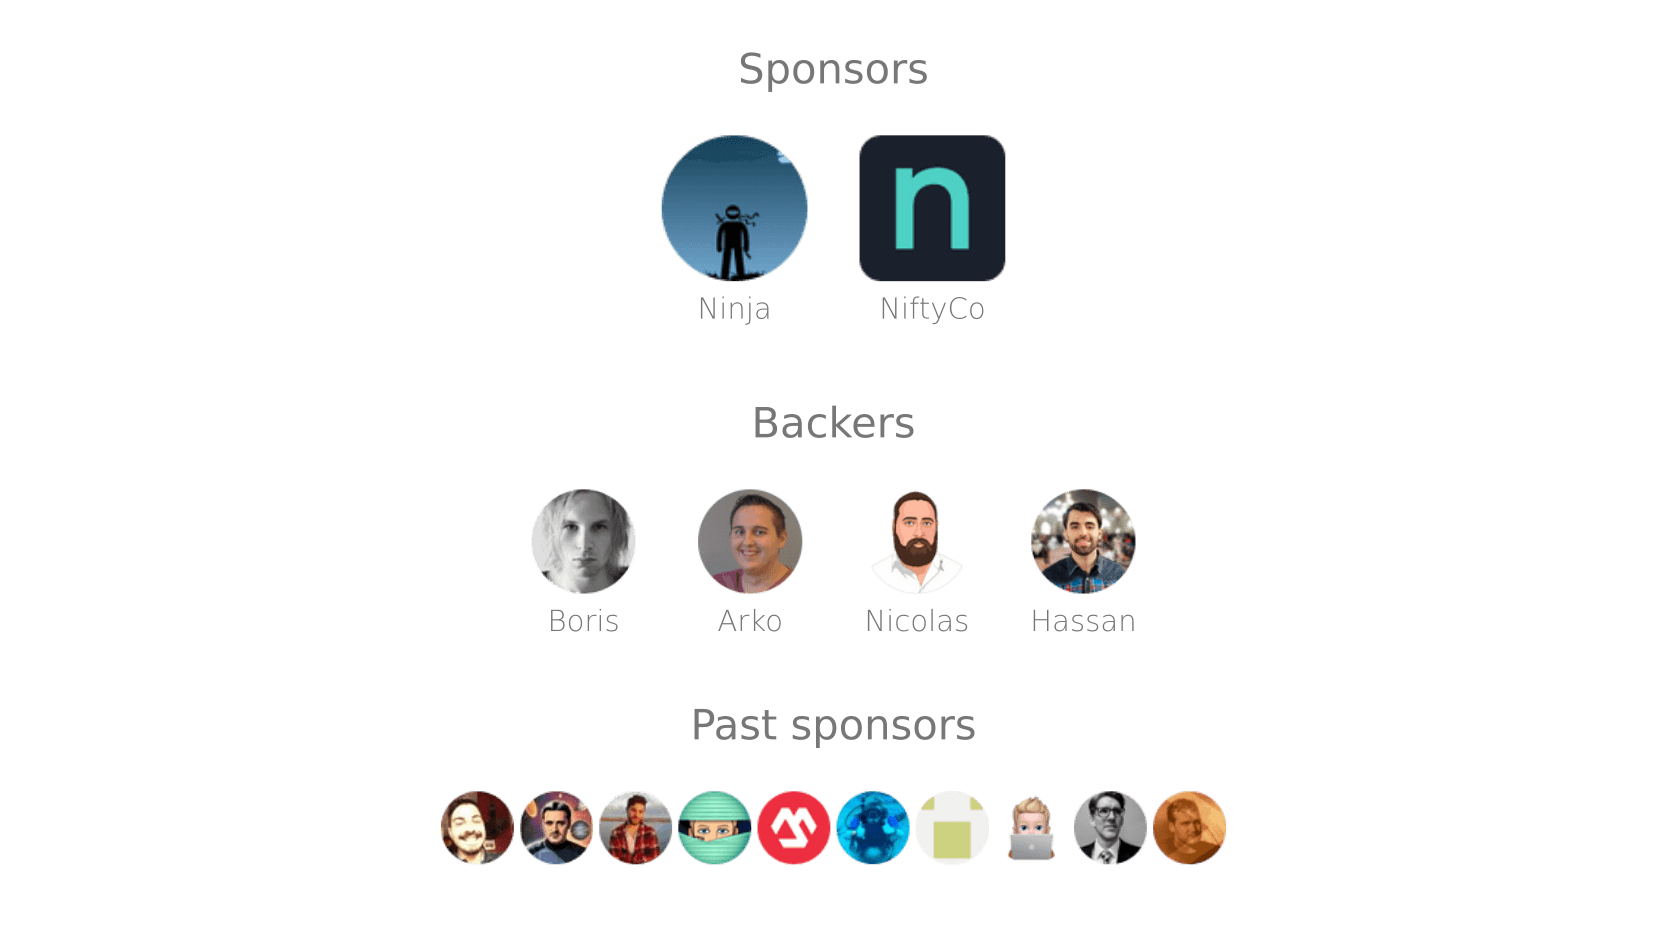 Sponsors
n
Ninja
NiftyCo
Backers
Boris
Arko
Nicolas
Hassan
Past sponsors